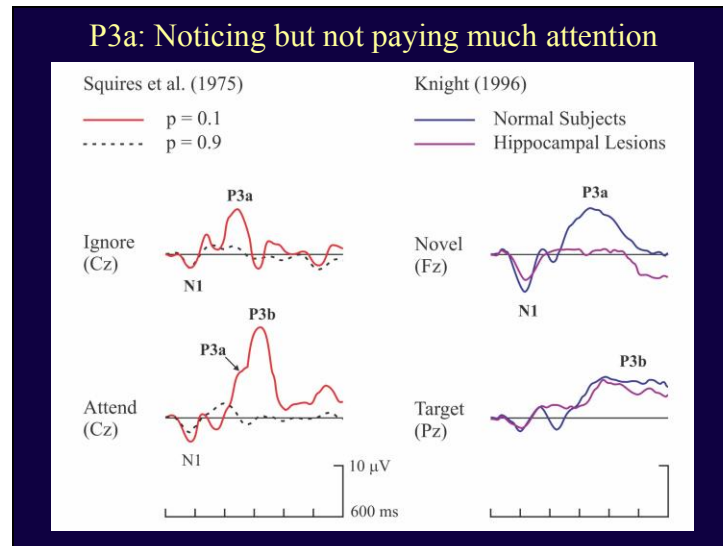 P3a: Noticing but not paying much attention
Squires et al. (1975)
p = 0.1
p = 0.9
P3a
Ignore
(Cz)
N1
P3b
P3a
Attend
(Cz)
N1
10 µV
600 ms
Knight (1996)
Normal Subjects
Hippocampal Lesions
P3a
Novel
(Fz)
N1
P3b
Target
(Pz)